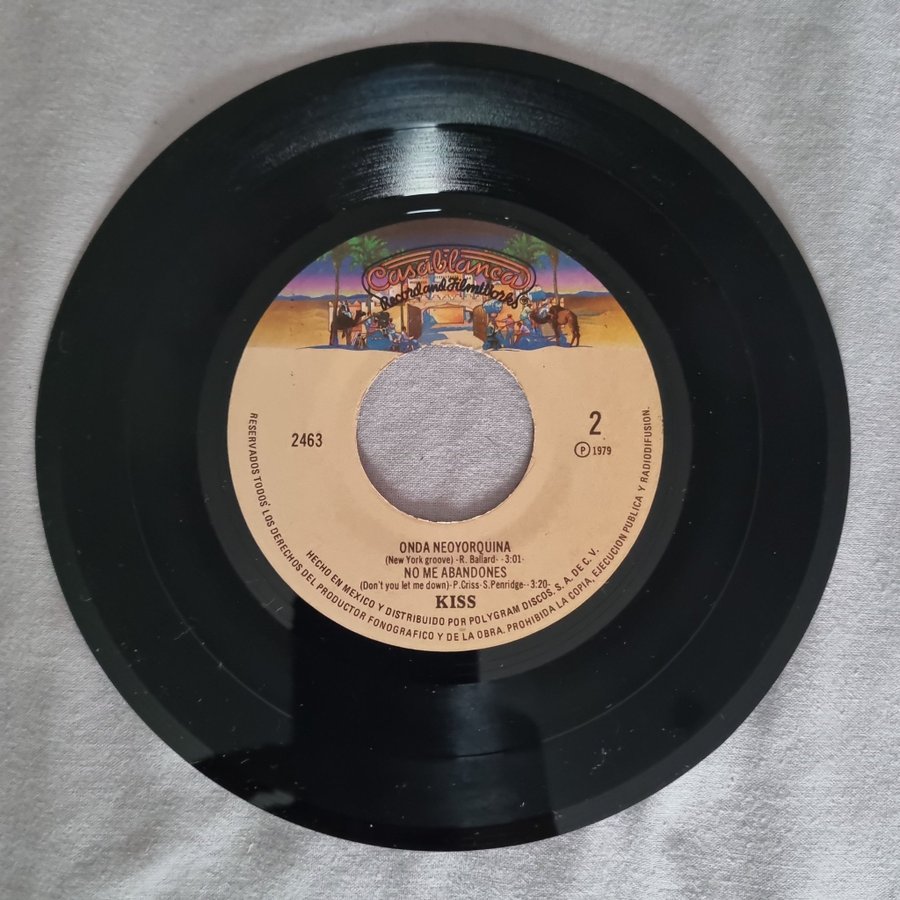 Casablanca
Record and FilmWorks
2463
2
Ⓟ 1979
ONDA NEOYORQUINA
(New York groove) -R. Ballard- -3:01-
NO ME ABANDONES
(Don't you let me down)-P.Criss-S.Penridge--3:20-
KISS
HECHO EN MEXICO Y DISTRIBUIDO POR POLYGRAM DISCOS, S.A. DE C.V.
RESERVADOS TODOS LOS DERECHOS DEL PRODUCTOR FONOGRAFICO Y DE LA OBRA. PROHIBIDA LA COPIA, EJECUCION PUBLICA Y RADIODIFUSION.